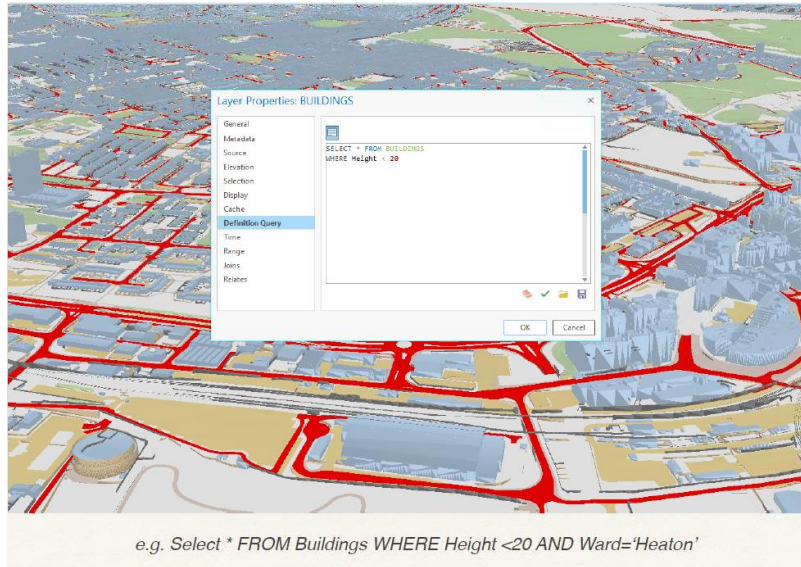 Layer Properties: BUILDINGS
×
General
Metadata
Source
Elevation
Selection
Display
Cache
Definition Query
Time
Range
Joins
Relates
SELECT * FROM BUILDINGS
WHERE Height < 20
OK
Cancel
e.g. Select * FROM Buildings WHERE Height <20 AND Ward=‘Heaton’